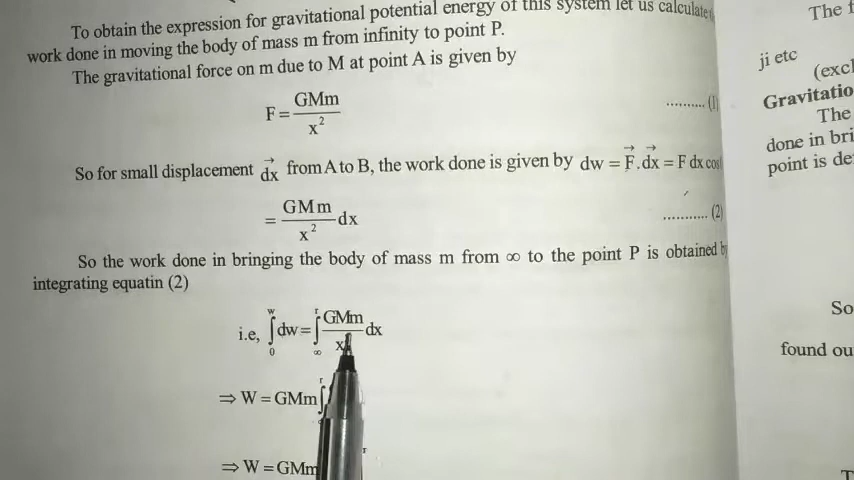 To obtain the expression for gravitational potential energy of this system let us calculate
work done in moving the body of mass m from infinity to point P.
The gravitational force on m due to M at point A is given by
F = GMm / x² .......... (1)
So for small displacement d⃗x from A to B, the work done is given by dw = F⃗.d⃗x = F dx cos
= GMm / x² dx ........... (2)
So the work done in bringing the body of mass m from ∞ to the point P is obtained by
integrating equatin (2)
i.e, ∫₀ʷ dw = ∫ GMm / x dx
⇒ W = GMm ∫
⇒ W = GMm
The f
ji etc
(excl
Gravitatio
The
done in bri
point is de
So
found ou
T